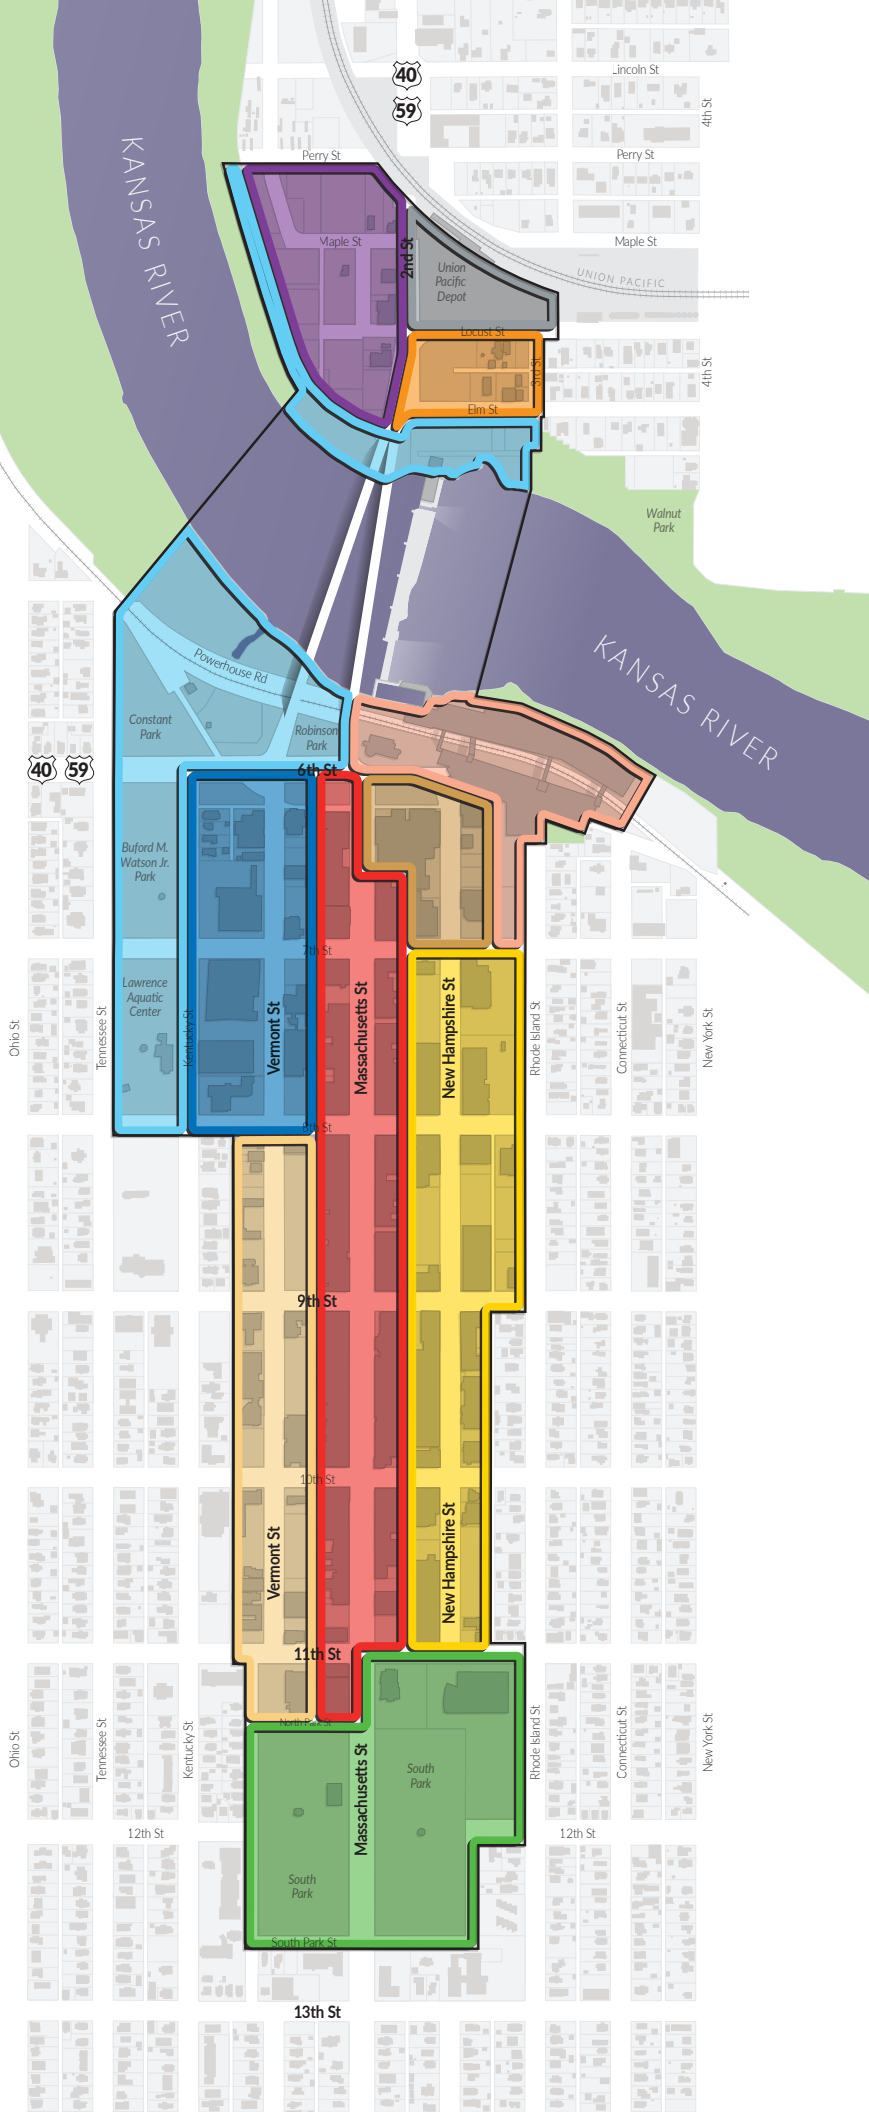 Lincoln St
40
59
4th St
Perry St
Perry St
KANSAS RIVER
Maple St
Maple St
2nd St
Union
Pacific
Depot
UNION PACIFIC
Locust St
3rd St
4th St
Elm St
Walnut
Park
KANSAS RIVER
Powerhouse Rd
Constant
Park
Robinson
Park
40
59
6th St
Buford M.
Watson Jr.
Park
7th St
Lawrence
Aquatic
Center
Ohio St
Tennessee St
Kentucky St
Vermont St
Massachusetts St
New Hampshire St
Rhode Island St
Connecticut St
New York St
8th St
9th St
10th St
Vermont St
New Hampshire St
11th St
North Park St
Ohio St
Tennessee St
Kentucky St
Massachusetts St
South
Park
Rhode Island St
Connecticut St
New York St
12th St
12th St
South
Park
South Park St
13th St